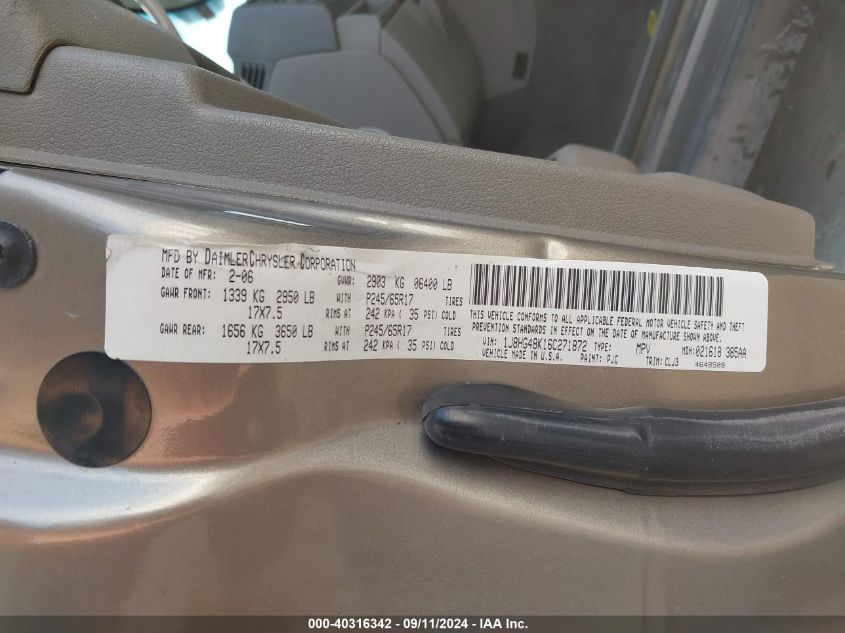 MFD BY DAIMLERCHRYSLER CORPORATION
DATE OF MFR: 2-06 GVWR: 2903 KG 06400 LB
GAWR FRONT: 1339 KG 2950 LB WITH P245/65R17 TIRES
17X7.5 RIMS AT 242 KPA ( 35 PSI) COLD
GAWR REAR: 1656 KG 3650 LB WITH P245/65R17 TIRES
17X7.5 RIMS AT 242 KPA ( 35 PSI) COLD
THIS VEHICLE CONFORMS TO ALL APPLICABLE FEDERAL MOTOR VEHICLE SAFETY AND THEFT
PREVENTION STANDARDS IN EFFECT ON THE DATE OF MANUFACTURE SHOWN ABOVE.
VIN: 1J8HG48K16C271872 TYPE: MPV MDH:021618 385AA
VEHICLE MADE IN U.S.A. PAINT: PJC TRIM: CLJ3 4648509
000-40316342 - 09/11/2024 - IAA Inc.